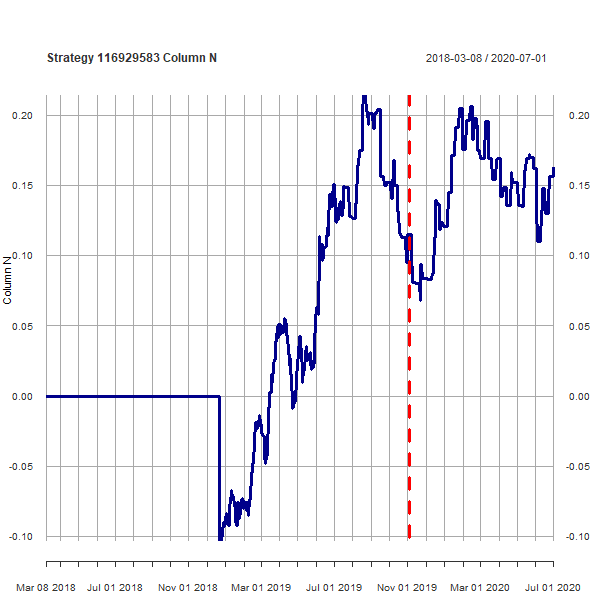 Strategy 116929583 Column N
2018-03-08 / 2020-07-01
0.20
0.20
0.15
0.15
0.10
0.10
Column N
0.05
0.05
0.00
0.00
-0.05
-0.05
-0.10
-0.10
Mar 08 2018
Jul 01 2018
Nov 01 2018
Mar 01 2019
Jul 01 2019
Nov 01 2019
Mar 01 2020
Jul 01 2020